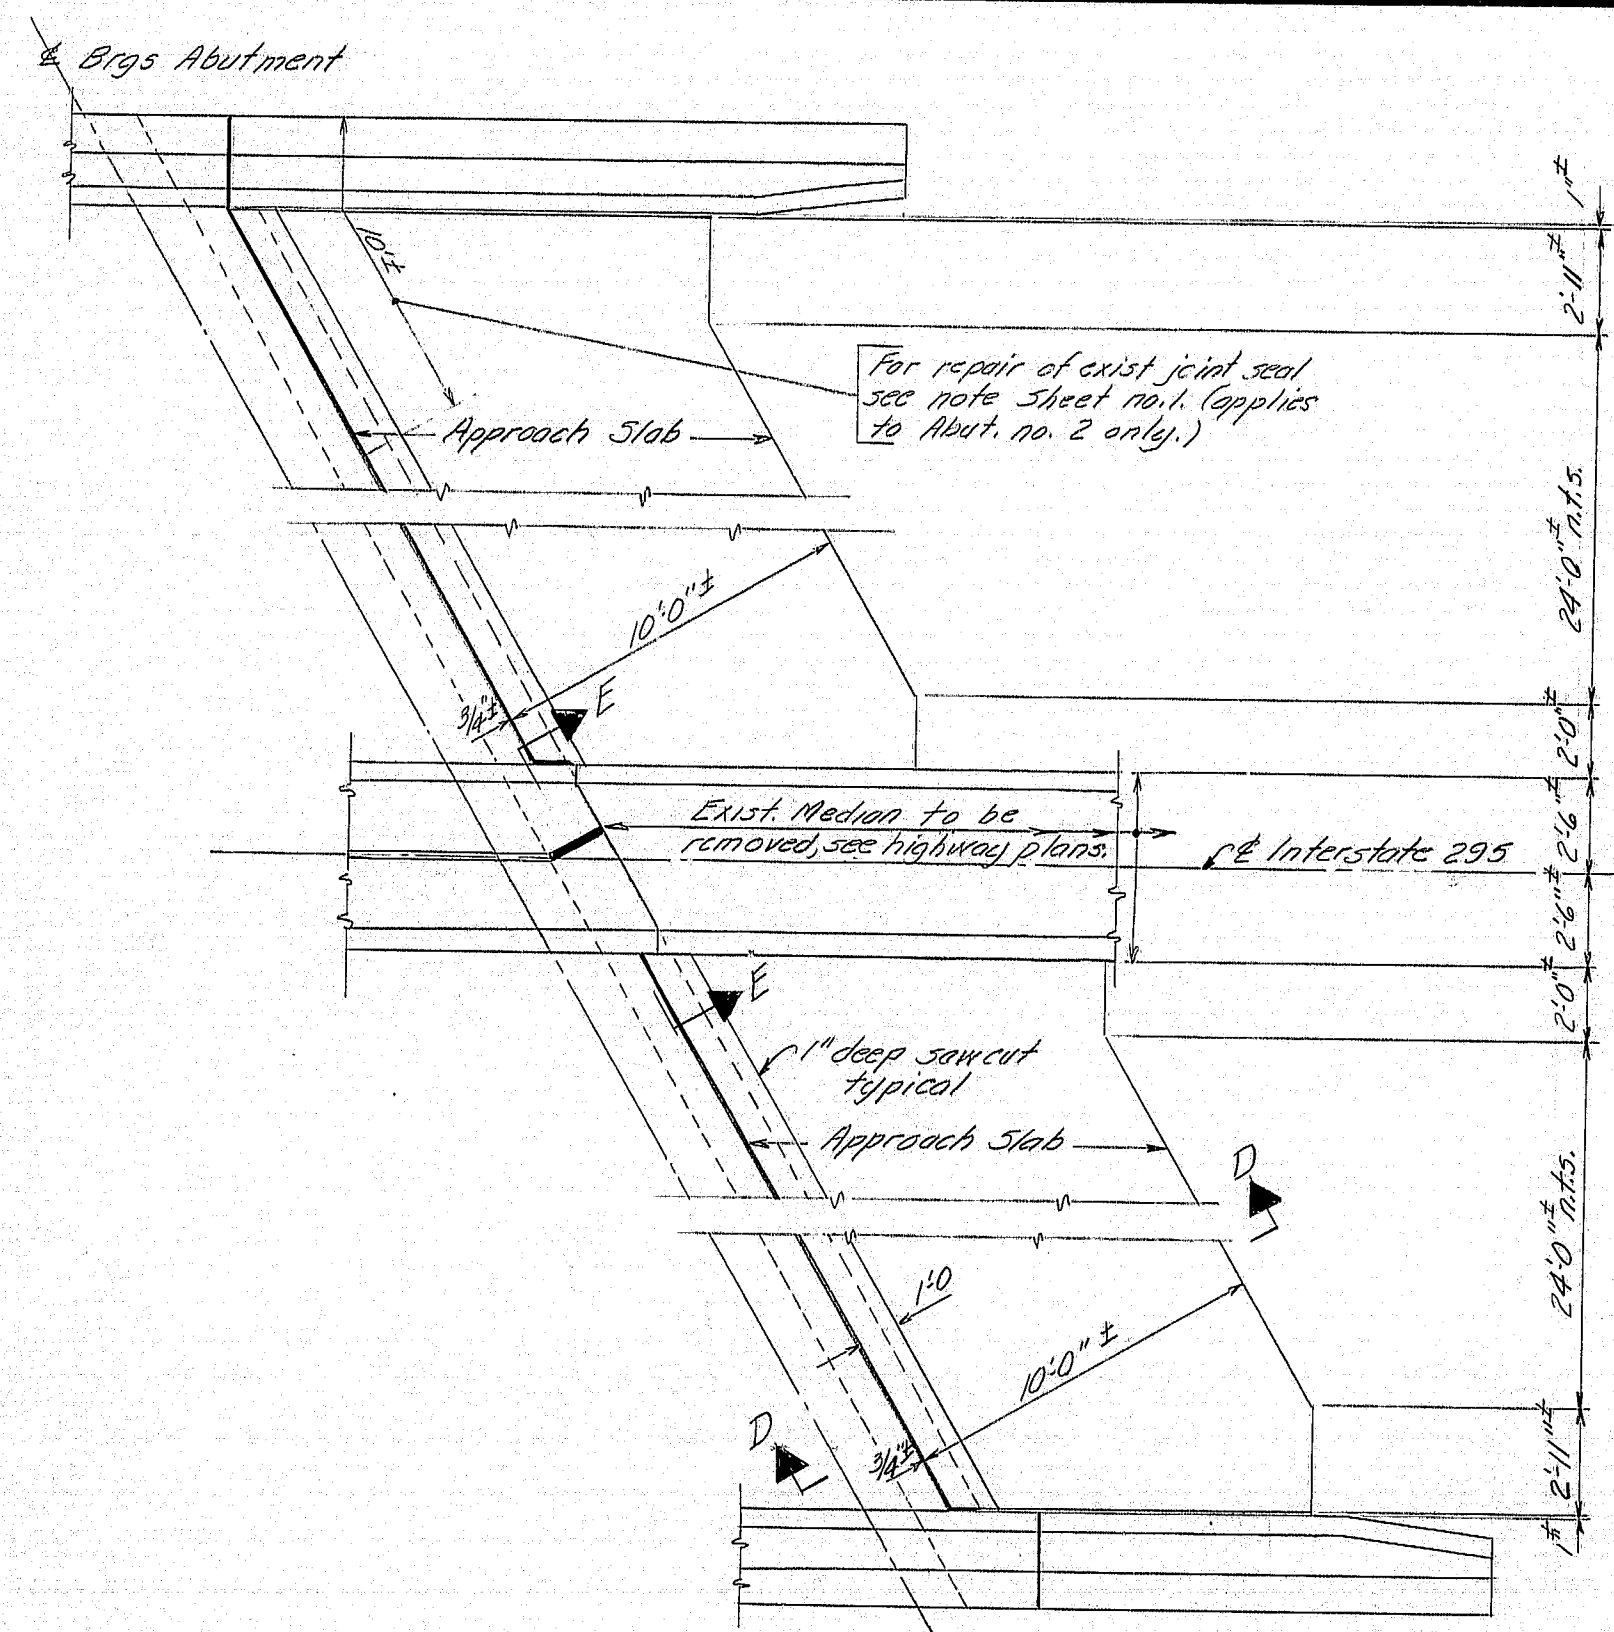 ℄ Brgs Abutment
1"±
10'±
2'-11"±
For repair of exist joint seal
see note Sheet no.1. (applies
to Abut. no. 2 only.)
Approach Slab
24'-0"± n.t.s.
10'-0"±
3/4"±
E
2'-0"±
Exist. Median to be
removed, see highway plans.
2'-6"±
℄ Interstate 295
2'-6"±
E
2'-0"±
1" deep sawcut
typical
Approach Slab
D
24'-0"± n.t.s.
1'-0
10'-0"±
D
3/4"±
2'-11"±
1"±